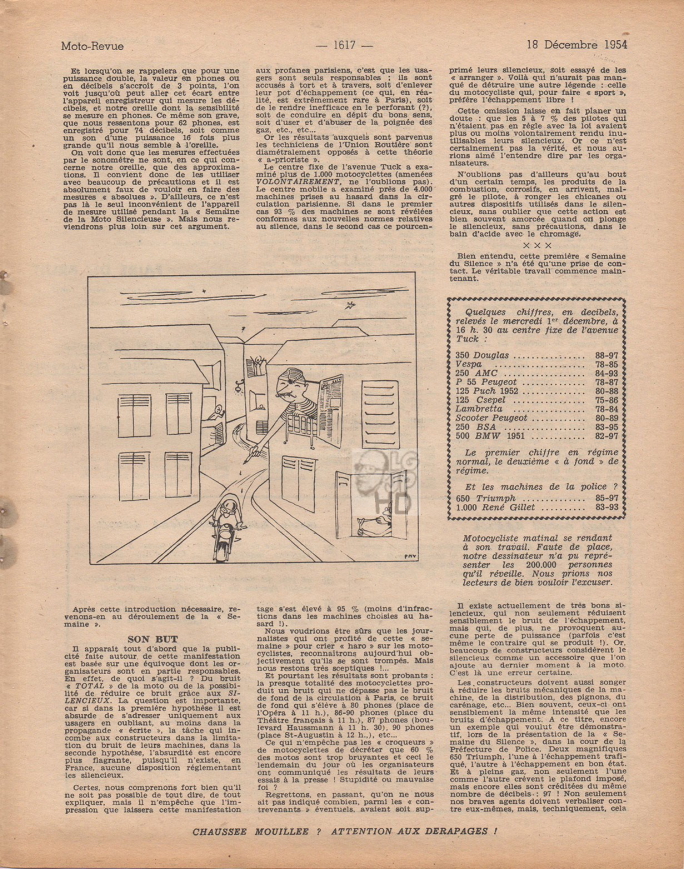 Moto-Revue
— 1617 —
18 Décembre 1954
Et lorsqu'on se rappelera que pour une
puissance double, la valeur en phones ou
en décibels s'accroît de 3 points, l'on
voit jusqu'où peut aller cet écart entre
l'appareil enregistreur qui mesure les dé-
cibels, et notre oreille dont la sensibilité
se mesure en phones. Ce même son grave,
que nous ressentons pour 62 phones, est
enregistré pour 74 décibels, soit comme
un son d'une puissance 16 fois plus
grande qu'il nous semble à l'oreille.
On voit donc que les mesures effectuées
par le sonomètre ne sont, en ce qui con-
cerne notre oreille, que des approxima-
tions. Il convient donc de les utiliser
avec beaucoup de précautions et il est
absolument faux de vouloir en faire des
mesures « absolues ». D'ailleurs, ce n'est
pas là le seul inconvénient de l'appareil
de mesure utilisé pendant la « Semaine
de la Moto Silencieuse ». Mais nous re-
viendrons plus loin sur cet argument.
aux profanes parisiens, c'est que les usa-
gers sont seuls responsables ; ils sont
accusés à tort et à travers, soit d'enlever
leur pot d'échappement (ce qui, en réa-
lité, est extrêmement rare à Paris), soit
de le rendre inefficace en le perforant (?),
soit de conduire en dépit du bons sens,
soit d'user et d'abuser de la poignée des
gaz, etc., etc...
Or les résultats auxquels sont parvenus
les techniciens de l'Union Routière sont
diamétralement opposés à cette théorie
« a-prioriste ».
Le centre fixe de l'avenue Tuck a exa-
miné plus de 1.000 motocyclettes (amenées
VOLONTAIREMENT, ne l'oublions pas).
Le centre mobile a examiné près de 4.000
machines prises au hasard dans la cir-
culation parisienne. Si dans le premier
cas 93 % des machines se sont révélées
conformes aux nouvelles normes relatives
au silence, dans le second cas ce pourcen-
primé leurs silencieux, soit essayé de les
« arranger ». Voilà qui n'aurait pas man-
qué de détruire une autre légende : celle
du motocycliste qui, pour faire « sport »,
préfère l'échappement libre !
Cette omission laisse en fait planer un
doute : que les 5 à 7 % des pilotes qui
n'étaient pas en règle avec la loi avaient
plus ou moins volontairement rendu inu-
tilisables leurs silencieux. Or ce n'est
certainement pas la vérité, et nous au-
rions aimé l'entendre dire par les orga-
nisateurs.
N'oublions pas d'ailleurs qu'au bout
d'un certain temps, les produits de la
combustion, corrosifs, en arrivent, mal-
gré le pilote, à ronger les chicanes ou
autres dispositifs utilisés dans le silen-
cieux, sans oublier que cette action est
bien souvent amorcée quand on plonge
le silencieux, sans précautions, dans le
bain d'acide avec le chromage.
× × ×
Bien entendu, cette première « Semaine
du Silence » n'a été qu'une prise de con-
tact. Le véritable travail commence main-
tenant.
Quelques chiffres, en decibels,
relevés le mercredi 1er décembre, à
16 h. 30 au centre fixe de l'avenue
Tuck :
350 Douglas ............... 88-97
Vespa ................... 78-85
250 AMC ................. 84-93
P 55 Peugeot ............. 78-87
125 Puch 1952 ............ 80-88
125 Csepel ............... 75-86
Lambretta ................ 78-84
Scooter Peugeot .......... 80-89
250 BSA .................. 83-95
500 BMW 1951 ............ 82-97
Le premier chiffre en régime
normal, le deuxième « à fond » de
régime.
Et les machines de la police ?
650 Triumph .............. 85-97
1.000 René Gillet .......... 83-93
LG
HD
Motocycliste matinal se rendant
à son travail. Faute de place,
notre dessinateur n'a pu repré-
senter les 200.000 personnes
qu'il réveille. Nous prions nos
lecteurs de bien vouloir l'excuser.
Après cette introduction nécessaire, re-
venons-en au déroulement de la « Se-
maine ».
SON BUT
Il apparaît tout d'abord que la publi-
cité faite autour de cette manifestation
est basée sur une équivoque dont les or-
ganisateurs sont en partie responsables.
En effet, de quoi s'agit-il ? Du bruit
« TOTAL » de la moto ou de la possibi-
lité de réduire ce bruit grâce aux SI-
LENCIEUX. La question est importante,
car si dans la première hypothèse il est
absurde de s'adresser uniquement aux
usagers en oubliant, au moins dans la
propagande « écrite », la tâche qui in-
combe aux constructeurs dans la limita-
tion du bruit de leurs machines, dans la
seconde hypothèse, l'absurdité est encore
plus flagrante, puisqu'il n'existe, en
France, aucune disposition réglementant
les silencieux.
Certes, nous comprenons fort bien qu'il
ne soit pas possible de tout dire, de tout
expliquer, mais il n'empêche que l'im-
pression que laissera cette manifestation
tage s'est élevé à 95 % (moins d'infrac-
tions dans les machines choisies au ha-
sard !).
Nous voudrions être sûrs que les jour-
nalistes qui ont profité de cette « se-
maine » pour crier « haro » sur les moto-
cyclistes, reconnaîtront aujourd'hui ob-
jectivement qu'ils se sont trompés. Mais
nous restons très sceptiques !...
Et pourtant les résultats sont probants :
la presque totalité des motocyclettes pro-
duit un bruit qui ne dépasse pas le bruit
de fond de la circulation à Paris, ce bruit
de fond qui s'élève à 80 phones (place de
l'Opéra à 11 h.), 86-90 phones (place du
Théâtre français à 11 h.), 87 phones (bou-
levard Hausmann à 11 h. 30), 90 phones
(place St-Augustin à 12 h..), etc...
Ce qui n'empêche pas les « croqueurs »
de motocyclettes de décréter que 60 %
des motos sont trop bruyantes et ceci le
lendemain du jour où les organisateurs
ont communiqué les résultats de leurs
essais à la presse ! Stupidité ou mauvaise
foi ?
Regrettons, en passant, qu'on ne nous
ait pas indiqué combien, parmi les « con-
trevenants » éventuels, avaient soit sup-
Il existe actuellement de très bons si-
lencieux, qui non seulement réduisent
sensiblement le bruit de l'échappement,
mais qui, de plus, ne provoquent au-
cune perte de puissance (parfois c'est
même le contraire qui se produit !). Or,
beaucoup de constructeurs considèrent le
silencieux comme un accessoire que l'on
ajoute au dernier moment à la moto.
C'est là une erreur certaine.
Les constructeurs doivent aussi songer
à réduire les bruits mécaniques de la ma-
chine, de la distribution, des pignons, du
carénage, etc... Bien souvent, ceux-ci ont
sensiblement la même intensité que les
bruits d'échappement. A ce titre, encore
un exemple qui voulut être démonstra-
tif, lors de la présentation de la « Se-
maine du Silence », dans la cour de la
Préfecture de Police. Deux magnifiques
650 Triumph, l'une à l'échappement trafi-
qué, l'autre à l'échappement en bon état.
Et à pleins gaz, non seulement l'une
comme l'autre crèvent le plafond imposé,
mais encore elles sont créditées du même
nombre de décibels : 97 ! Non seulement
nos braves agents doivent verbaliser con-
tre eux-mêmes, mais, techniquement, cela
CHAUSSEE MOUILLEE ? ATTENTION AUX DERAPAGES !